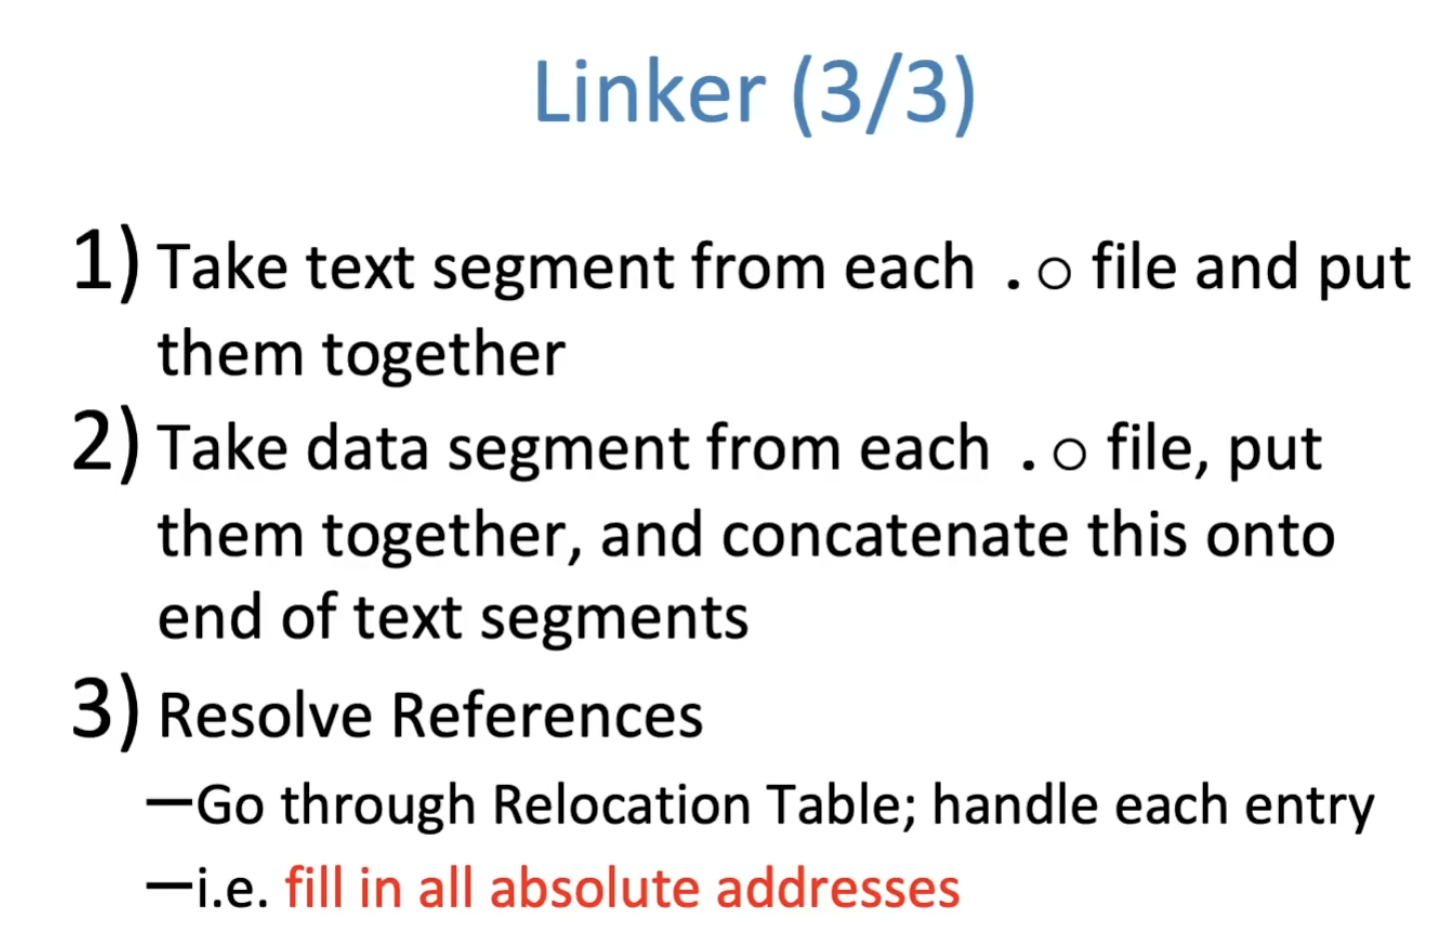 Linker (3/3)
1) Take text segment from each .o file and put
them together
2) Take data segment from each .o file, put
them together, and concatenate this onto
end of text segments
3) Resolve References
—Go through Relocation Table; handle each entry
—i.e. fill in all absolute addresses